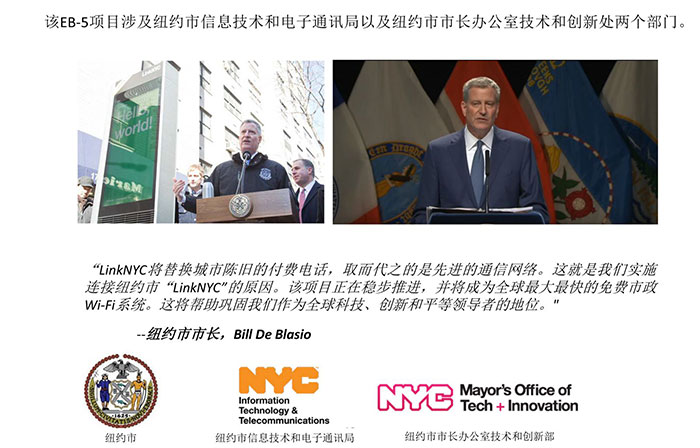 该EB-5项目涉及纽约市信息技术和电子通讯局以及纽约市市长办公室技术和创新处两个部门。
LinkNYC
Hello,
world!
“LinkNYC将替换城市陈旧的付费电话，取而代之的是先进的通信网络。这就是我们实施
连接纽约市“LinkNYC”的原因。该项目正在稳步推进，并将成为全球最大最快的免费市政
Wi-Fi系统。这将帮助巩固我们作为全球科技、创新和平等领导者的地位。"
--纽约市市长，Bill De Blasio
1625
纽约市
NYC
Information
Technology &
Telecommunications
纽约市信息技术和电子通讯局
NYC
Mayor's Office of
Tech + Innovation
纽约市市长办公室技术和创新部